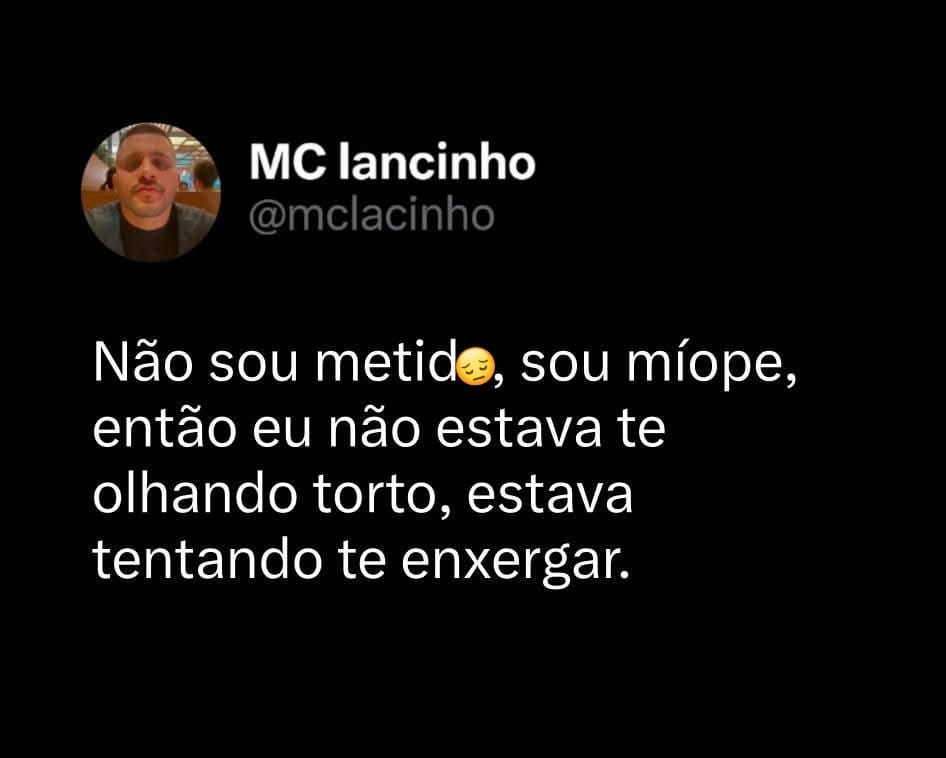 MC lancinho
@mclacinho
Não sou metid😔, sou míope,
então eu não estava te
olhando torto, estava
tentando te enxergar.